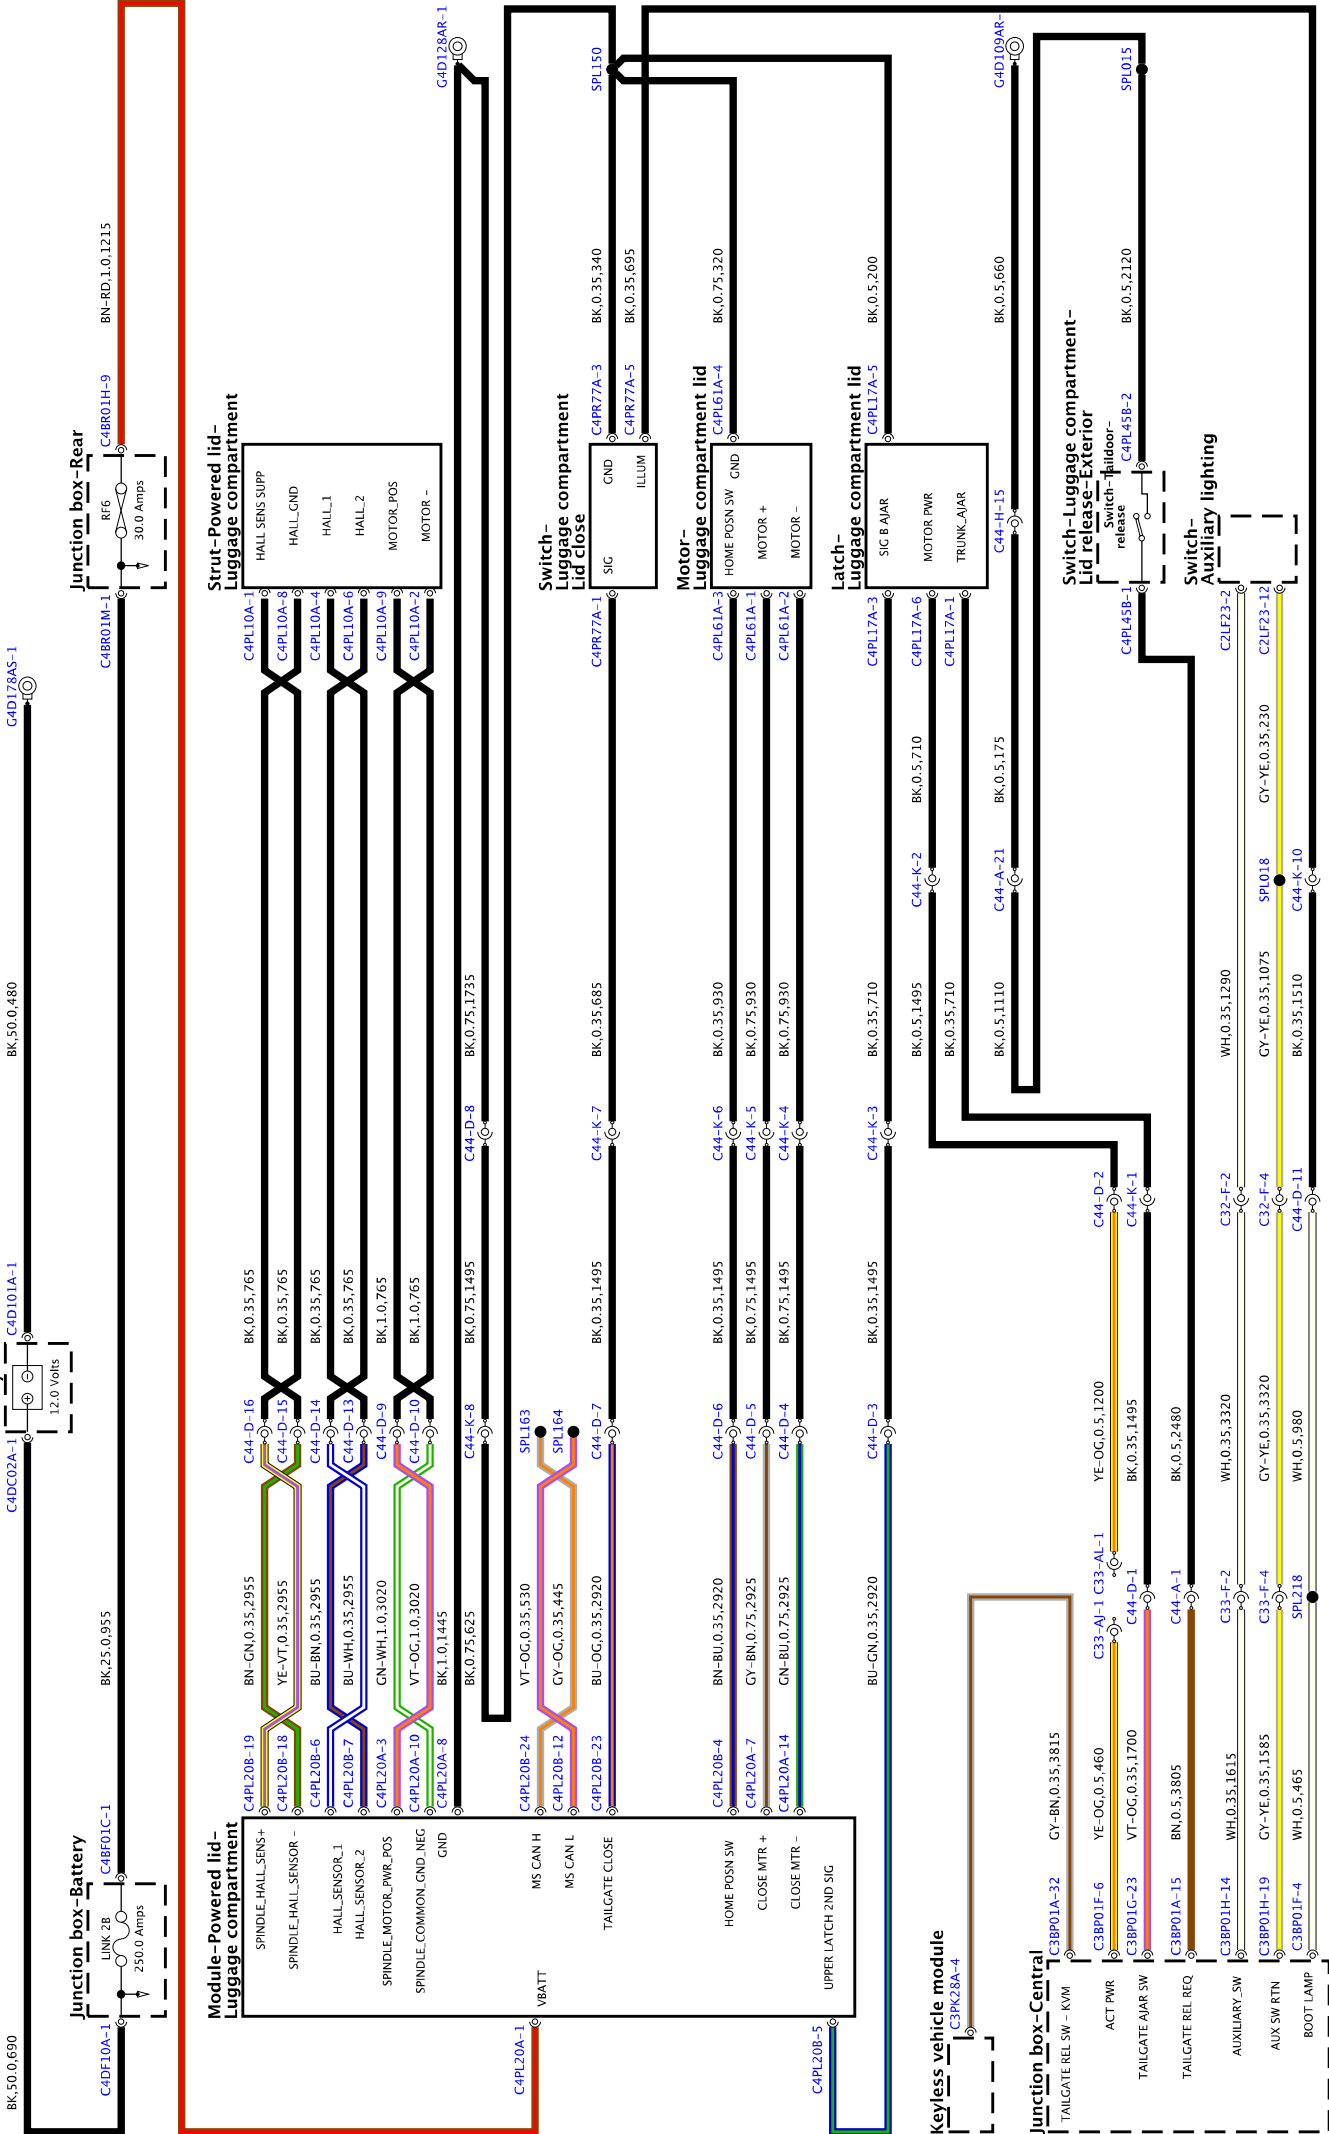 G4D178AS-1
BK,50.0,480
C4D101A-1
12.0 Volts
C4DC02A-1
BK,50.0,690
BN-RD,1.0,1215
C4BR01H-9
Junction box-Rear
RF6
30.0 Amps
C4BR01M-1
BK,25.0,955
C4BF01C-1
Junction box-Battery
LINK 2B
250.0 Amps
C4DF10A-1
Strut-Powered lid-
Luggage compartment
HALL SENS SUPP
HALL_GND
HALL_1
HALL_2
MOTOR_POS
MOTOR -
C4PL10A-1
C4PL10A-8
C4PL10A-4
C4PL10A-6
C4PL10A-9
C4PL10A-2
BK,0.35,765
BK,0.35,765
BK,0.35,765
BK,0.35,765
BK,1.0,765
BK,1.0,765
C44-D-16
C44-D-15
C44-D-14
C44-D-13
C44-D-9
C44-D-10
BN-GN,0.35,2955
YE-VT,0.35,2955
BU-BN,0.35,2955
BU-WH,0.35,2955
GN-WH,1.0,3020
VT-OG,1.0,3020
BK,1.0,1445
C4PL20B-19
C4PL20B-18
C4PL20B-6
C4PL20B-7
C4PL20A-3
C4PL20A-10
C4PL20A-8
G4D128AR-1
BK,0.75,1735
C44-D-8
BK,0.75,1495
C44-K-8
BK,0.75,625
Module-Powered lid-
Luggage compartment
SPINDLE_HALL_SENS+
SPINDLE_HALL_SENSOR -
HALL_SENSOR_1
HALL_SENSOR_2
SPINDLE_MOTOR_PWR_POS
SPINDLE_COMMON_GND_NEG
GND
MS CAN H
MS CAN L
TAILGATE CLOSE
HOME POSN SW
CLOSE MTR +
CLOSE MTR -
VBATT
UPPER LATCH 2ND SIG
C4PL20A-1
C4PL20B-5
SPL163
SPL164
VT-OG,0.35,530
GY-OG,0.35,445
C4PL20B-24
C4PL20B-12
SPL150
BK,0.35,340
BK,0.35,695
C4PR77A-3
C4PR77A-5
Switch-
Luggage compartment
Lid close
GND
ILLUM
SIG
C4PR77A-1
BK,0.35,685
C44-K-7
BK,0.35,1495
C44-D-7
BU-OG,0.35,2920
C4PL20B-23
BK,0.75,320
C4PL61A-4
Motor-
Luggage compartment lid
GND
HOME POSN SW
MOTOR +
MOTOR -
C4PL61A-3
C4PL61A-1
C4PL61A-2
BK,0.35,930
BK,0.75,930
BK,0.75,930
C44-K-6
C44-K-5
C44-K-4
BK,0.35,1495
BK,0.75,1495
BK,0.75,1495
C44-D-6
C44-D-5
C44-D-4
BN-BU,0.35,2920
GY-BN,0.75,2925
GN-BU,0.75,2925
C4PL20B-4
C4PL20A-7
C4PL20A-14
BK,0.5,200
C4PL17A-5
Latch-
Luggage compartment lid
SIG B AJAR
MOTOR PWR
TRUNK_AJAR
C4PL17A-3
C4PL17A-6
C4PL17A-1
BK,0.35,710
C44-K-3
BK,0.35,1495
C44-D-3
BU-GN,0.35,2920
BK,0.5,710
C44-K-2
BK,0.5,1495
BK,0.35,710
G4D109AR-
BK,0.5,660
C44-H-15
BK,0.5,175
C44-A-21
BK,0.5,1110
SPL015
BK,0.5,2120
C4PL45B-2
Switch-Luggage compartment-
Lid release-Exterior
Switch-Taildoor-
release
C4PL45B-1
Switch-
Auxiliary lighting
C2LF23-2
C2LF23-12
GY-YE,0.35,230
SPL018
C44-K-10
WH,0.35,1290
GY-YE,0.35,1075
BK,0.35,1510
C44-D-2
C44-K-1
C32-F-2
C32-F-4
C44-D-11
YE-OG,0.5,1200
BK,0.35,1495
BK,0.5,2480
WH,0.35,3320
GY-YE,0.35,3320
WH,0.5,980
C33-AL-1
C33-AJ-1
C44-D-1
C44-A-1
C33-F-2
C33-F-4
SPL218
GY-BN,0.35,3815
YE-OG,0.5,460
VT-OG,0.35,1700
BN,0.5,3805
WH,0.35,1615
GY-YE,0.35,1585
WH,0.5,465
C3BP01A-32
C3BP01F-6
C3BP01G-23
C3BP01A-15
C3BP01H-14
C3BP01H-19
C3BP01F-4
Keyless vehicle module
C3PK28A-4
Junction box-Central
TAILGATE REL SW - KVM
ACT PWR
TAILGATE AJAR SW
TAILGATE REL REQ
AUXILIARY_SW
AUX SW RTN
BOOT LAMP